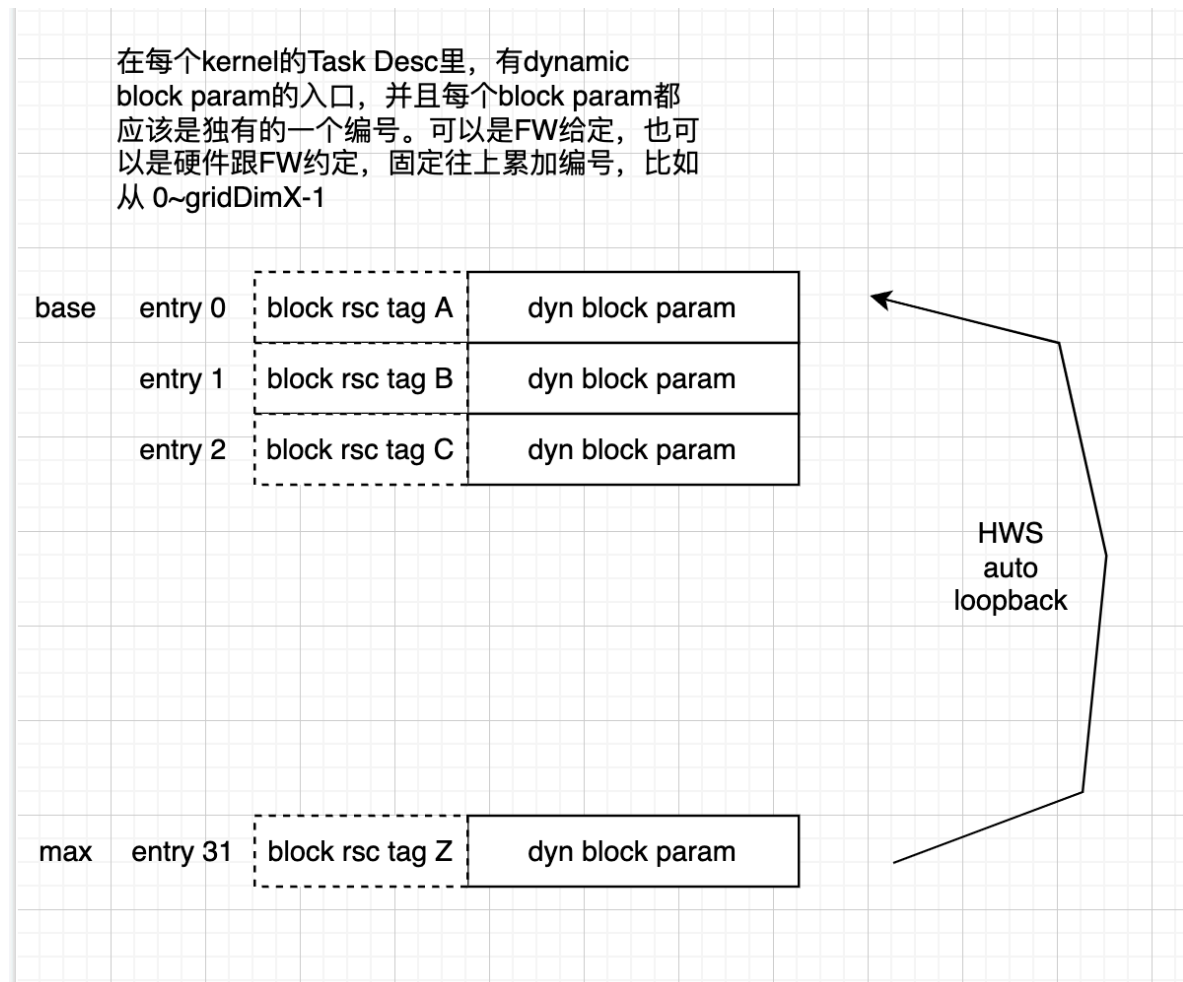 在每个kernel的Task Desc里，有dynamic
block param的入口，并且每个block param都
应该是独有的一个编号。可以是FW给定，也可
以是硬件跟FW约定，固定往上累加编号，比如
从 0~gridDimX-1
base entry 0 block rsc tag A dyn block param
entry 1 block rsc tag B dyn block param
entry 2 block rsc tag C dyn block param
HWS
auto
loopback
max entry 31 block rsc tag Z dyn block param